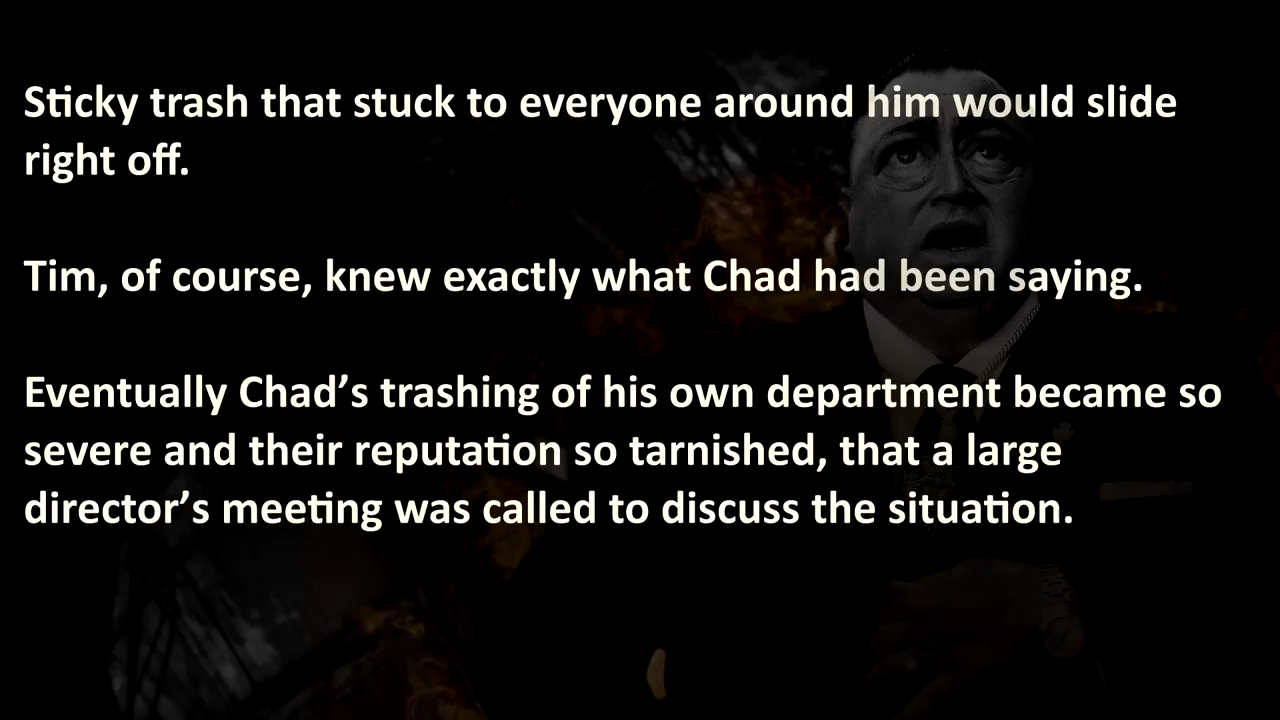 Sticky trash that stuck to everyone around him would slide
right off.
Tim, of course, knew exactly what Chad had been saying.
Eventually Chad’s trashing of his own department became so
severe and their reputation so tarnished, that a large
director’s meeting was called to discuss the situation.